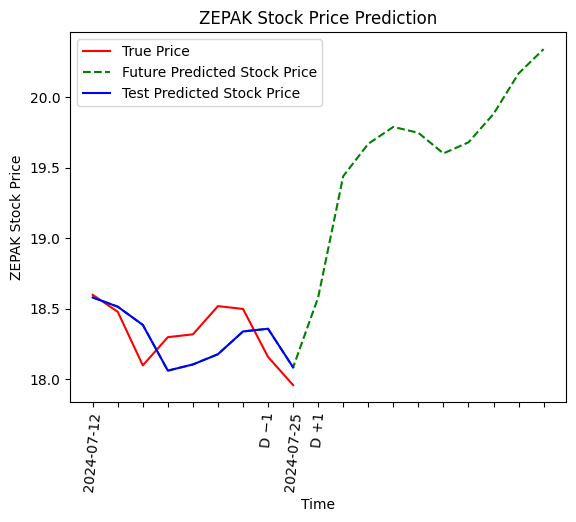 ZEPAK Stock Price Prediction
True Price
Future Predicted Stock Price
Test Predicted Stock Price
ZEPAK Stock Price
20.0
19.5
19.0
18.5
18.0
2024-07-12
D −1
2024-07-25
D +1
Time